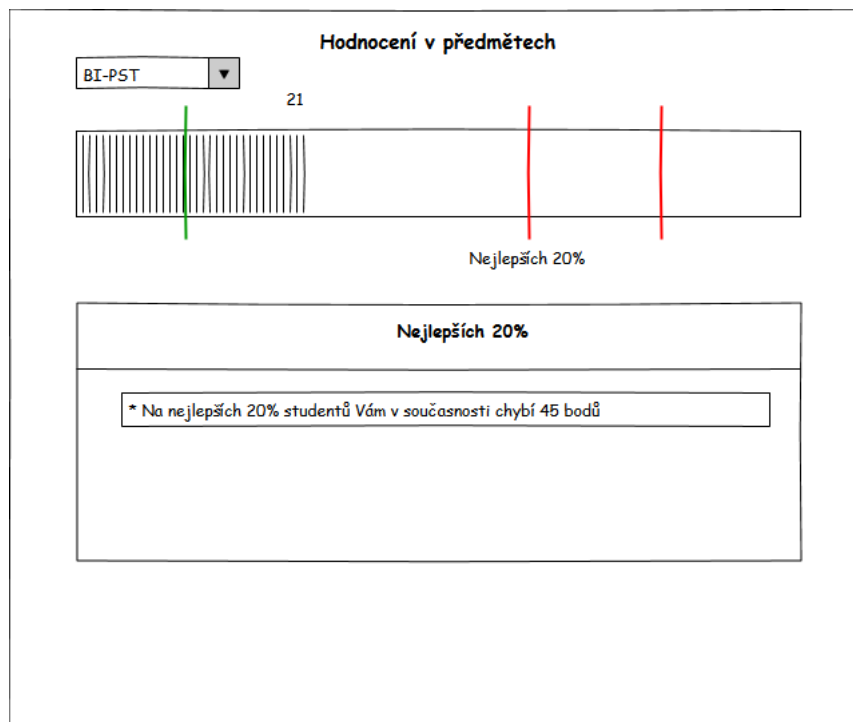 Hodnocení v předmětech
BI-PST
21
Nejlepších 20%
Nejlepších 20%
* Na nejlepších 20% studentů Vám v současnosti chybí 45 bodů